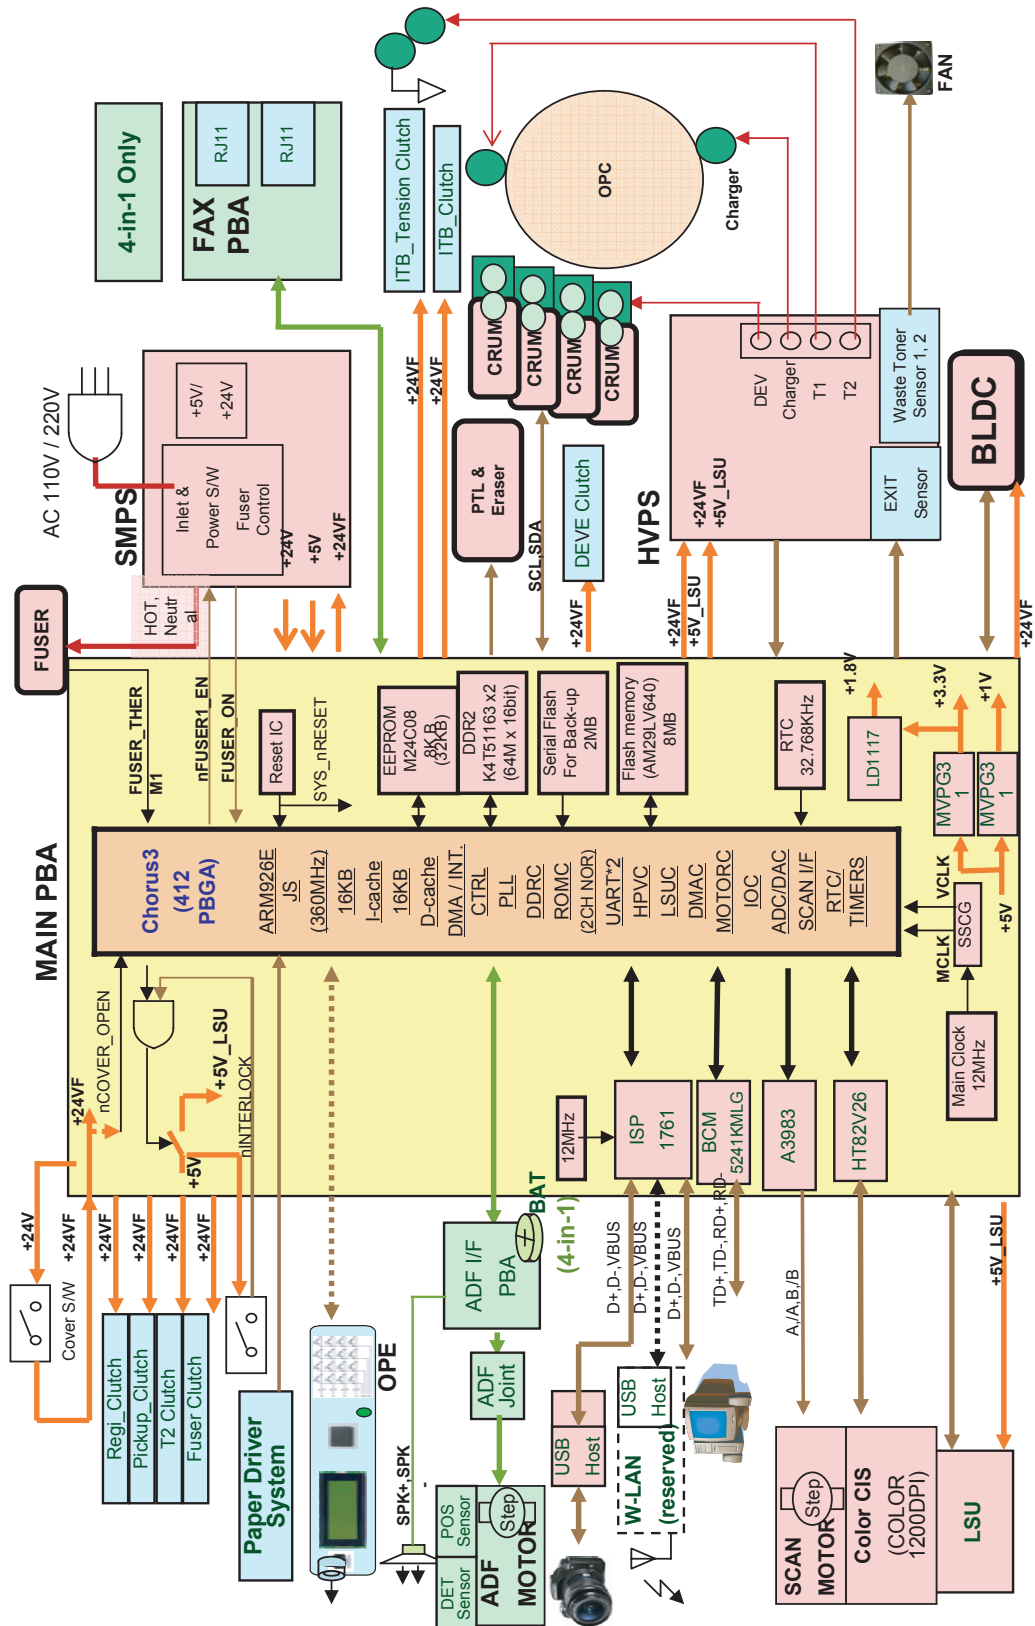 MAIN PBA
+24V
Cover S/W
+24VF
+24VF
nCOVER_OPEN
+24VF
+24VF
+24VF
+24VF
Regi_Clutch
Pickup_Clutch
T2 Clutch
Fuser Clutch
+5V
+5V_LSU
nINTERLOCK
Paper Driver
System
OPE
SPK+,SPK
ADF I/F
PBA
BAT
(4-in-1)
ADF
Joint
DET
Sensor
POS
Sensor
ADF
MOTOR
Step
USB
Host
USB
Host
W-LAN
(reserved)
D+,D-,VBUS
D+,D-,VBUS
D+,D-,VBUS
TD+,TD-,RD+,RD-
A,/A,B,/B
12MHz
ISP
1761
BCM
5241KMLG
A3983
HT82V26
Main Clock
12MHz
SSCG
MCLK
VCLK
+5V_LSU
SCAN
MOTOR
Step
Color CIS
(COLOR
1200DPI)
LSU
Chorus3
(412
PBGA)
ARM926E
JS
(360MHz)
16KB
I-cache
16KB
D-cache
DMA / INT.
CTRL
PLL
DDRC
ROMC
(2CH NOR)
UART*2
HPVC
LSUC
DMAC
MOTORC
IOC
ADC/DAC
SCAN I/F
RTC/
TIMERS
FUSER_THER
M1
nFUSER1_EN
FUSER_ON
Reset IC
SYS_nRESET
EEPROM
M24C08
8K B
(32KB)
DDR2
K4T51163 x2
(64M x 16bit)
Serial Flash
For Back-up
2MB
Flash memory
(AM29LV640)
8MB
RTC
32.768KHz
LD1117
+1.8V
MVPG3
1
+3.3V
MVPG3
1
+1V
+5V
FUSER
HOT,
Neutr
al
SMPS
AC 110V / 220V
Inlet &
Power S/W
Fuser
Control
+5V/
+24V
+24V
+5V
+24VF
4-in-1 Only
FAX
PBA
RJ11
RJ11
+24VF
+24VF
ITB_Tension Clutch
ITB_Clutch
PTL &
Eraser
SCL,SDA
CRUM
CRUM
CRUM
CRUM
+24VF
DEVE Clutch
OPC
Charger
HVPS
+24VF
+5V_LSU
+24VF
+5V_LSU
DEV
Charger
T1
T2
EXIT
Sensor
Waste Toner
Sensor 1, 2
FAN
BLDC
+24VF